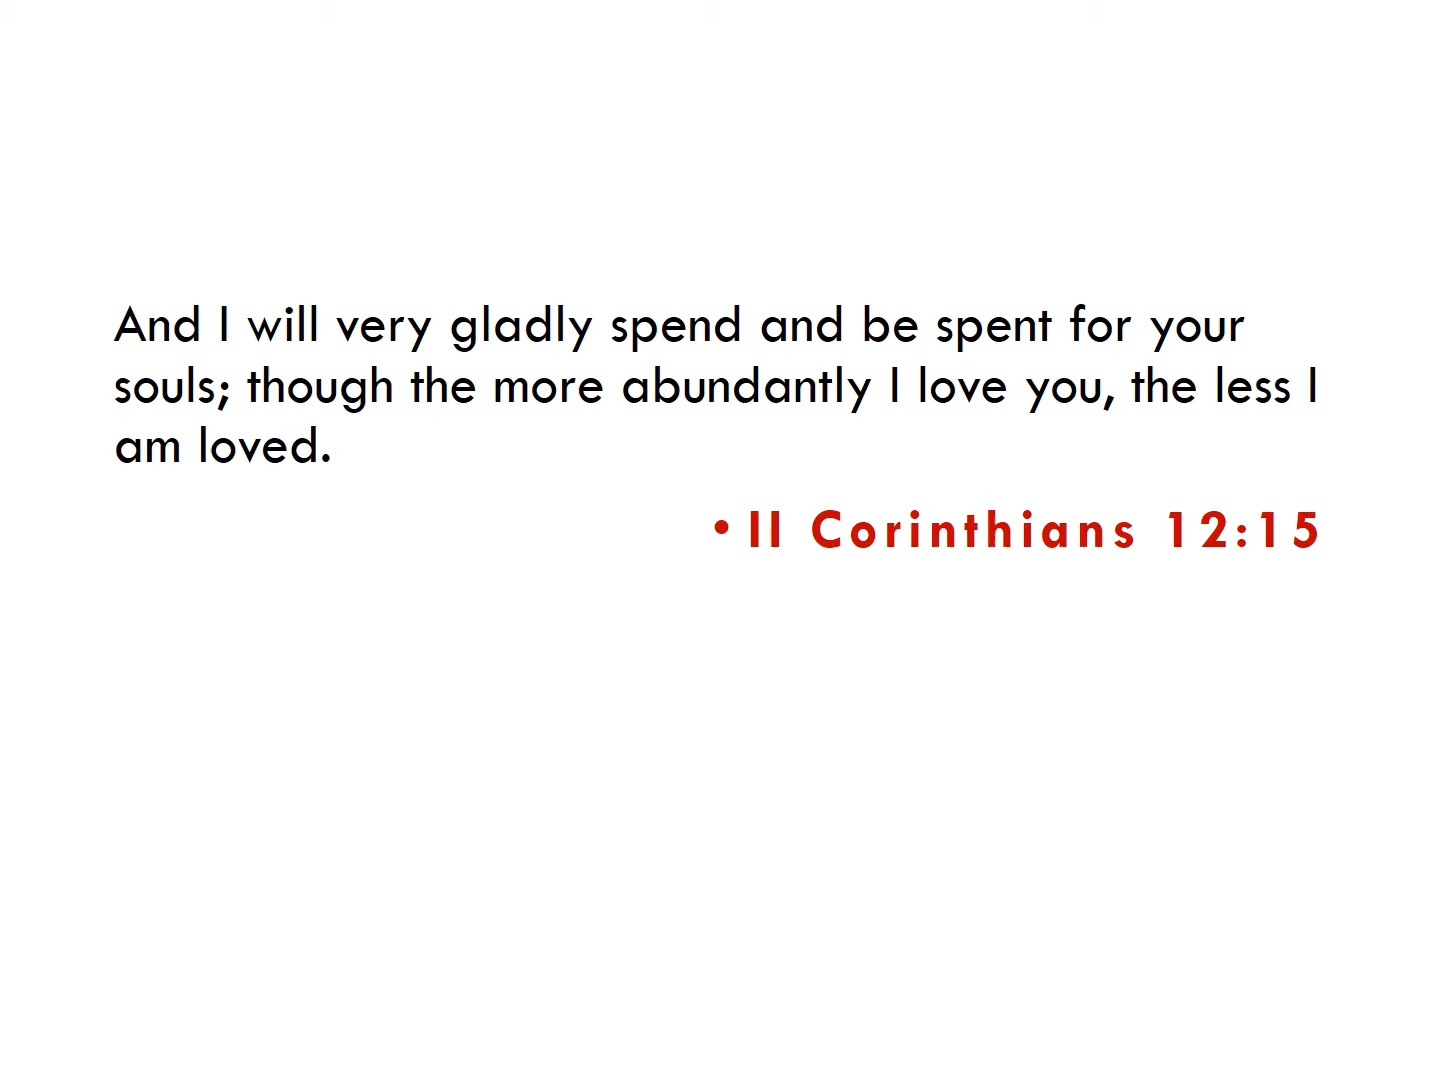 And I will very gladly spend and be spent for your
souls; though the more abundantly I love you, the less I
am loved.
• II Corinthians 12:15